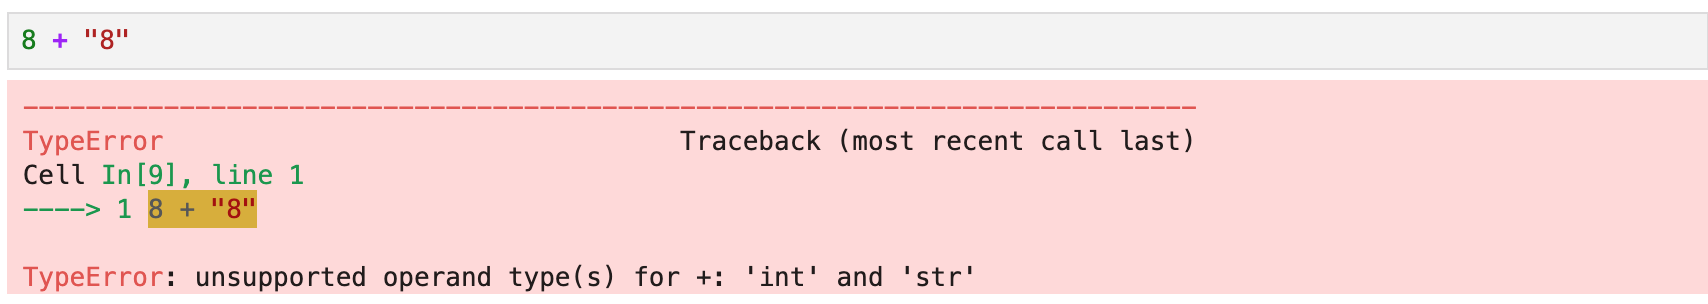 8 + "8"
---------------------------------------------------------------------------
TypeError                                 Traceback (most recent call last)
Cell In[9], line 1
----> 1 8 + "8"
TypeError: unsupported operand type(s) for +: 'int' and 'str'